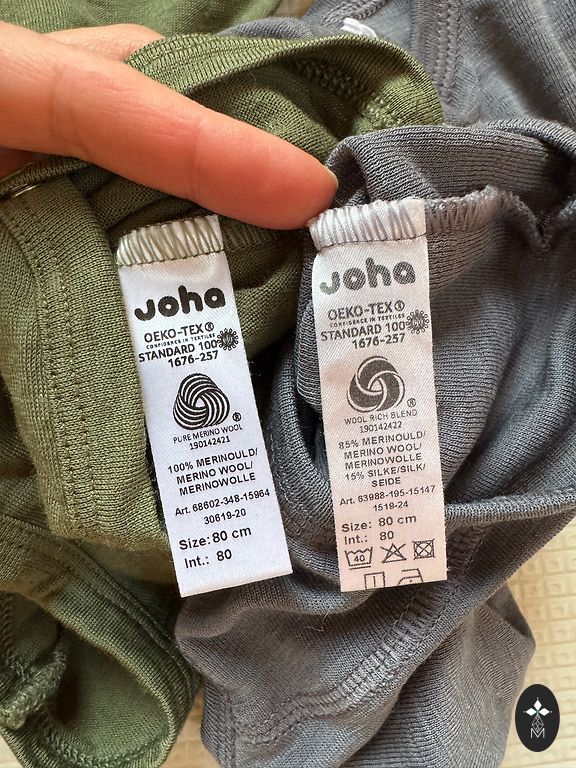 Joha
OEKO-TEX®
CONFIDENCE IN TEXTILES
STANDARD 100
1676-257
PURE MERINO WOOL
®
190142421
100% MERINOULD/
MERINO WOOL/
MERINOWOLLE
Art. 68602-348-15964
30619-20
Size: 80 cm
Int.: 80
Joha
OEKO-TEX®
CONFIDENCE IN TEXTILES
STANDARD 100
1676-257
®
WOOL RICH BLEND
190142422
85% MERINOULD/
MERINO WOOL/
MERINOWOLLE
15% SILKE/SILK/
SEIDE
Art. 63988-195-15147
1519-24
Size: 80 cm
Int.: 80
40
M